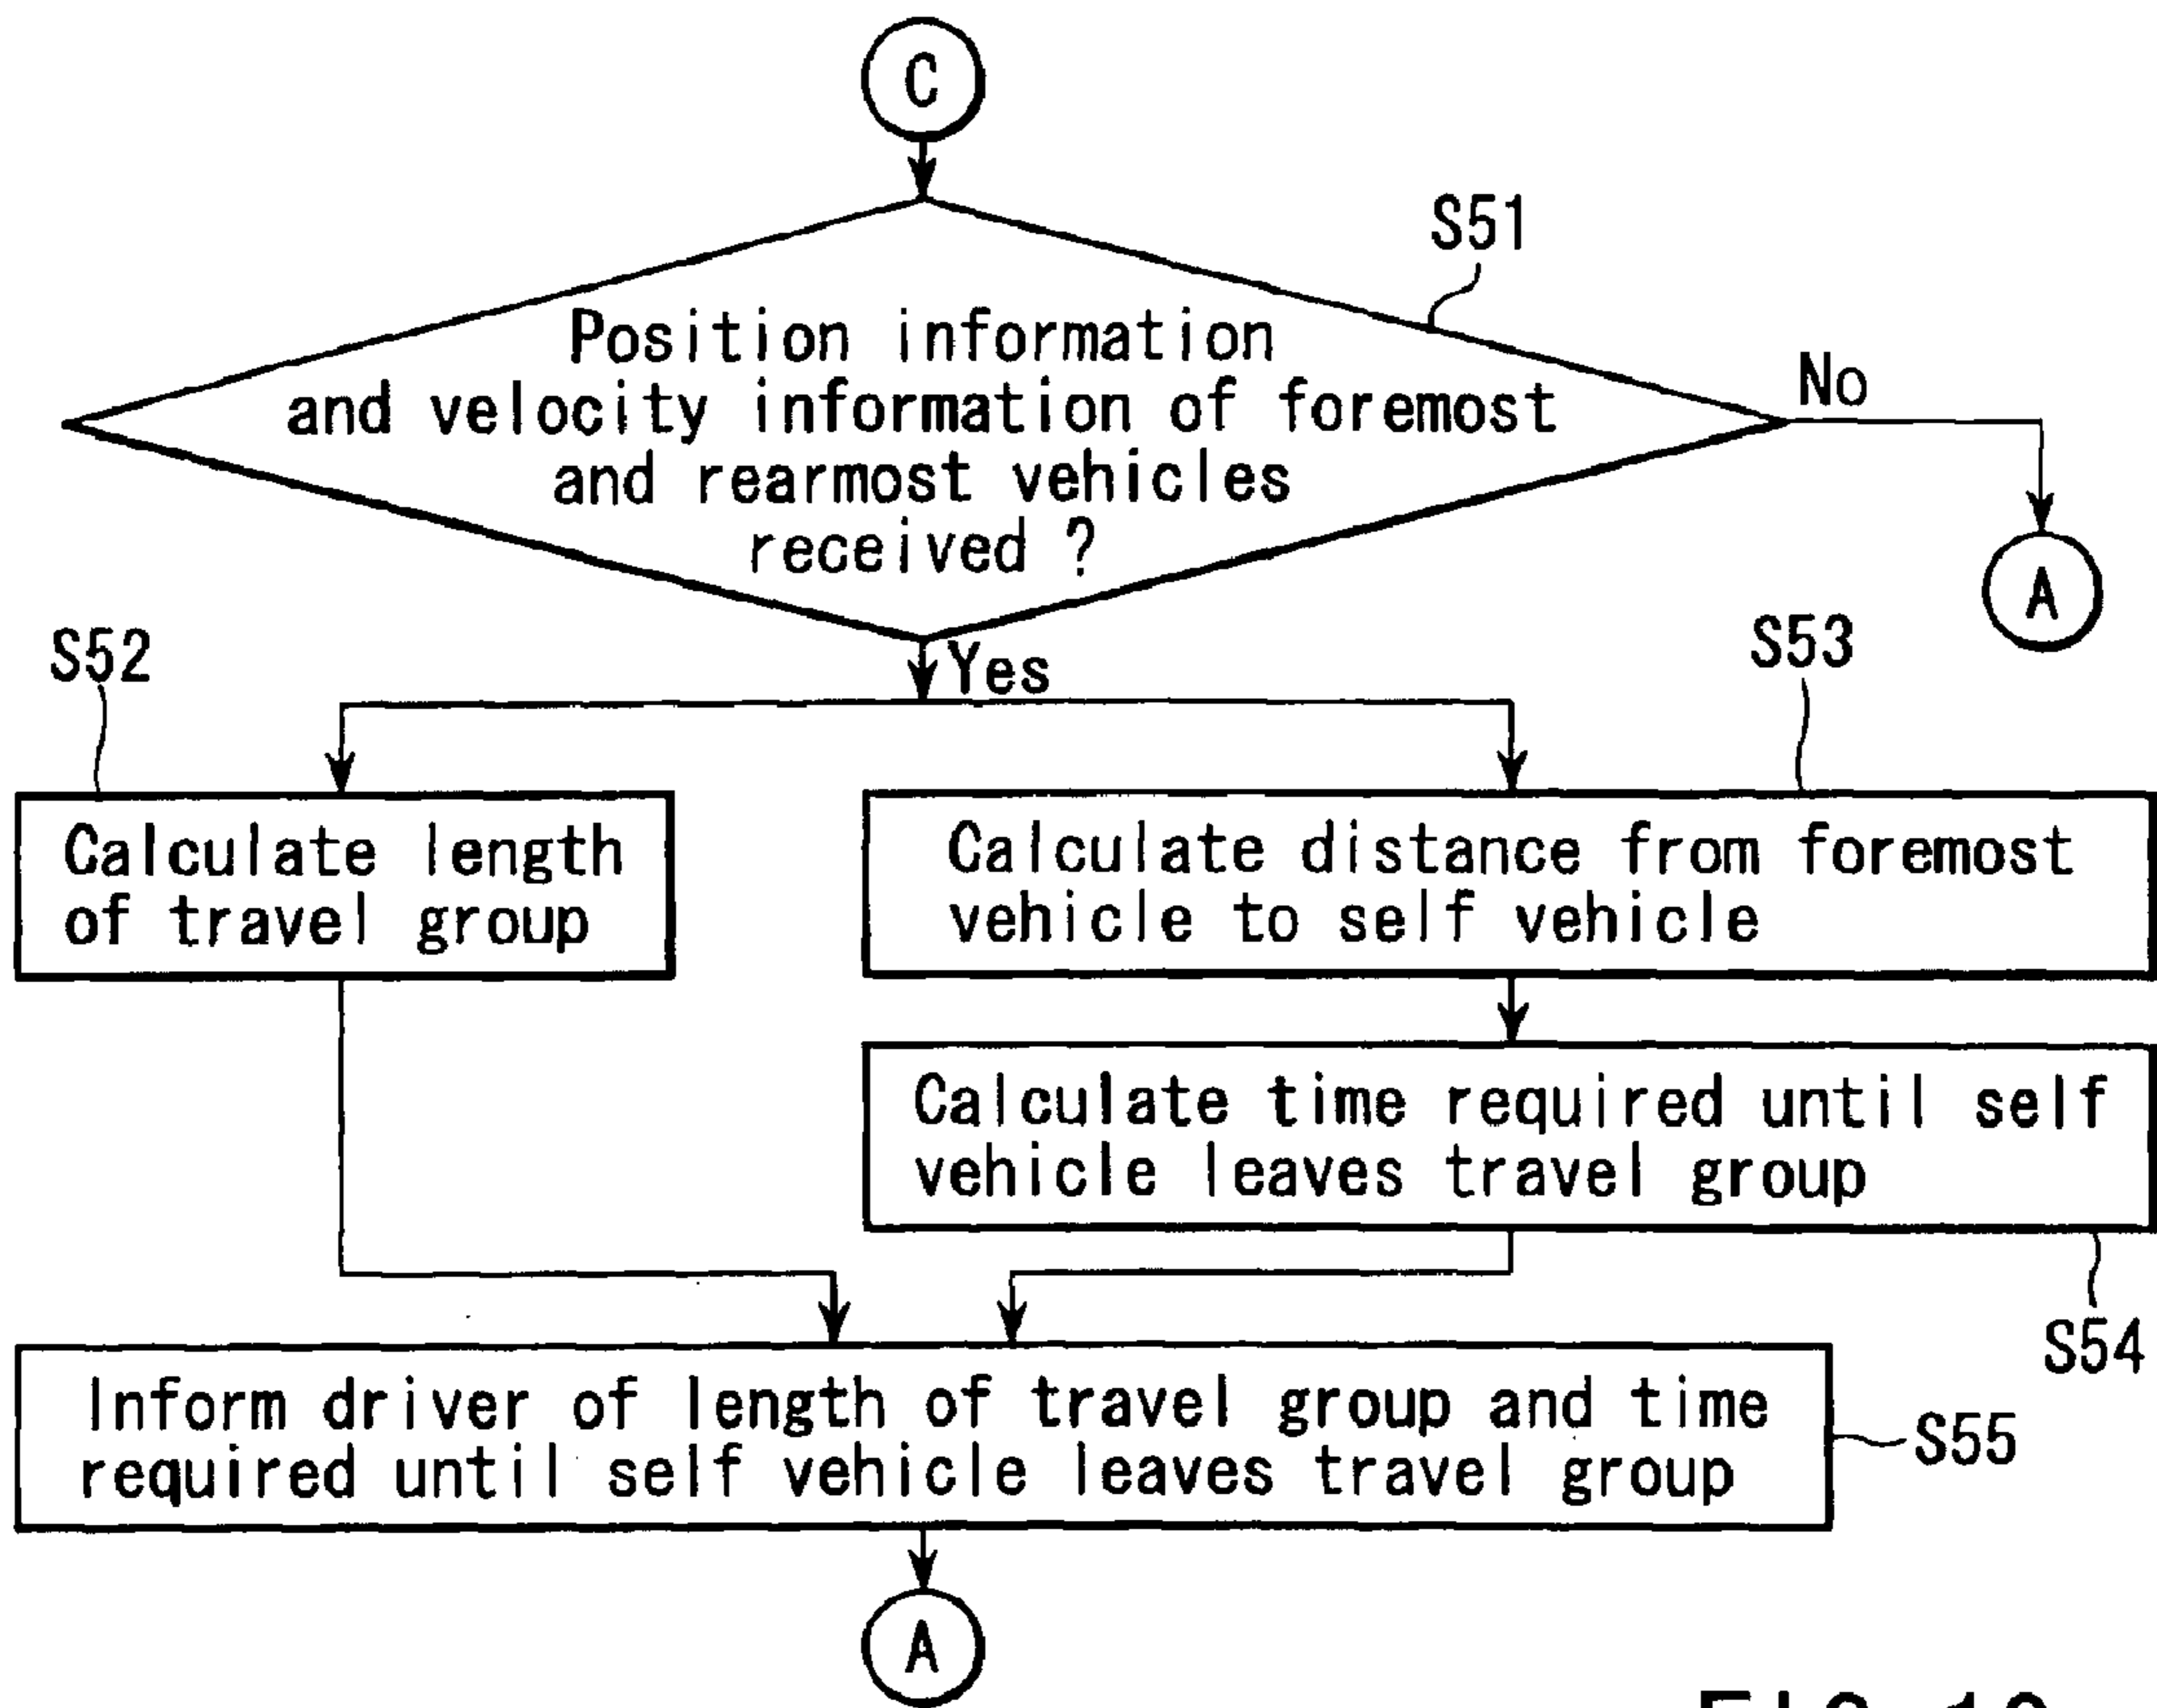 C
S51
Position information
and velocity information of foremost
and rearmost vehicles
received ?
No
A
Yes
S52
S53
Calculate length
of travel group
Calculate distance from foremost
vehicle to self vehicle
Calculate time required until self
vehicle leaves travel group
S54
Inform driver of length of travel group and time
required until self vehicle leaves travel group
S55
A